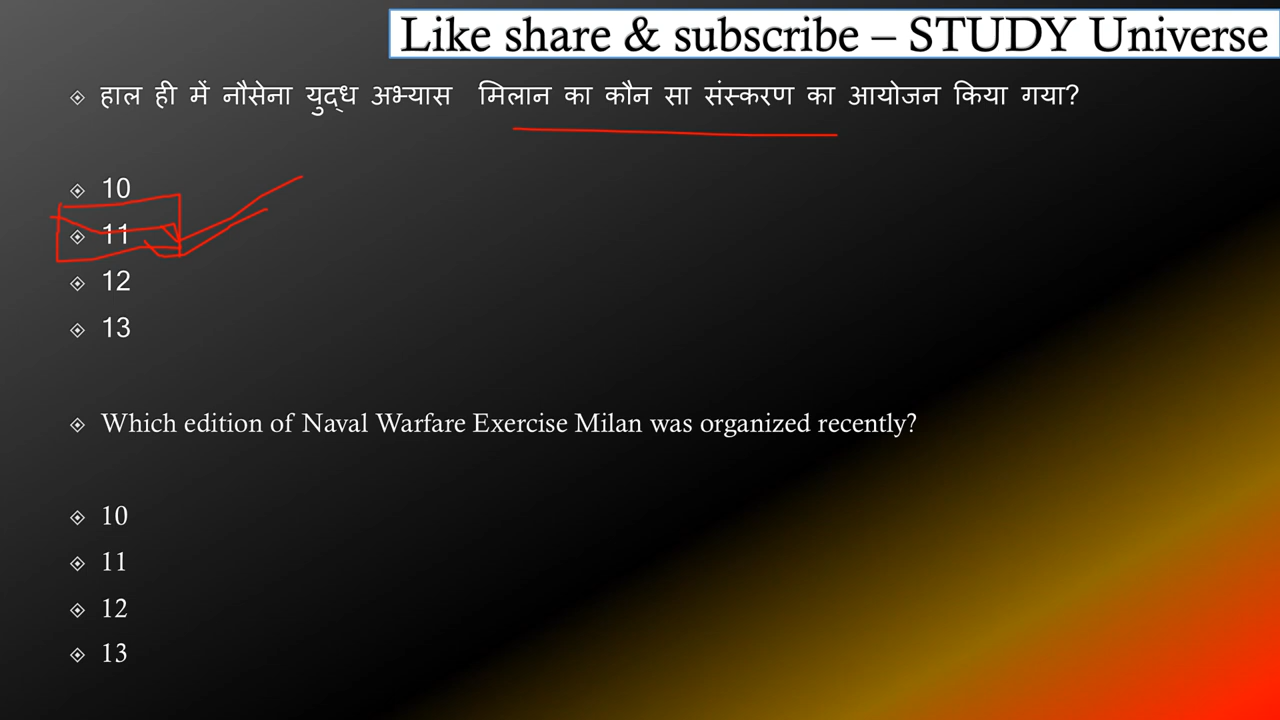 Like share & subscribe – STUDY Universe
हाल ही में नौसेना युद्ध अभ्यास मिलान का कौन सा संस्करण का आयोजन किया गया?
10
11
12
13
Which edition of Naval Warfare Exercise Milan was organized recently?
10
11
12
13